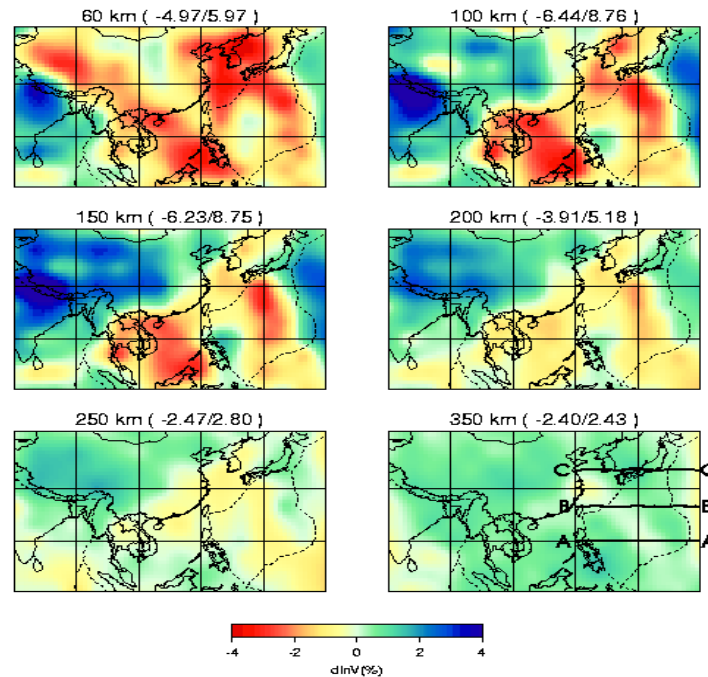 60 km ( -4.97/5.97 )
100 km ( -6.44/8.76 )
150 km ( -6.23/8.75 )
200 km ( -3.91/5.18 )
250 km ( -2.47/2.80 )
350 km ( -2.40/2.43 )
C C
B B
A A
-4 -2 0 2 4
dlnV(%)